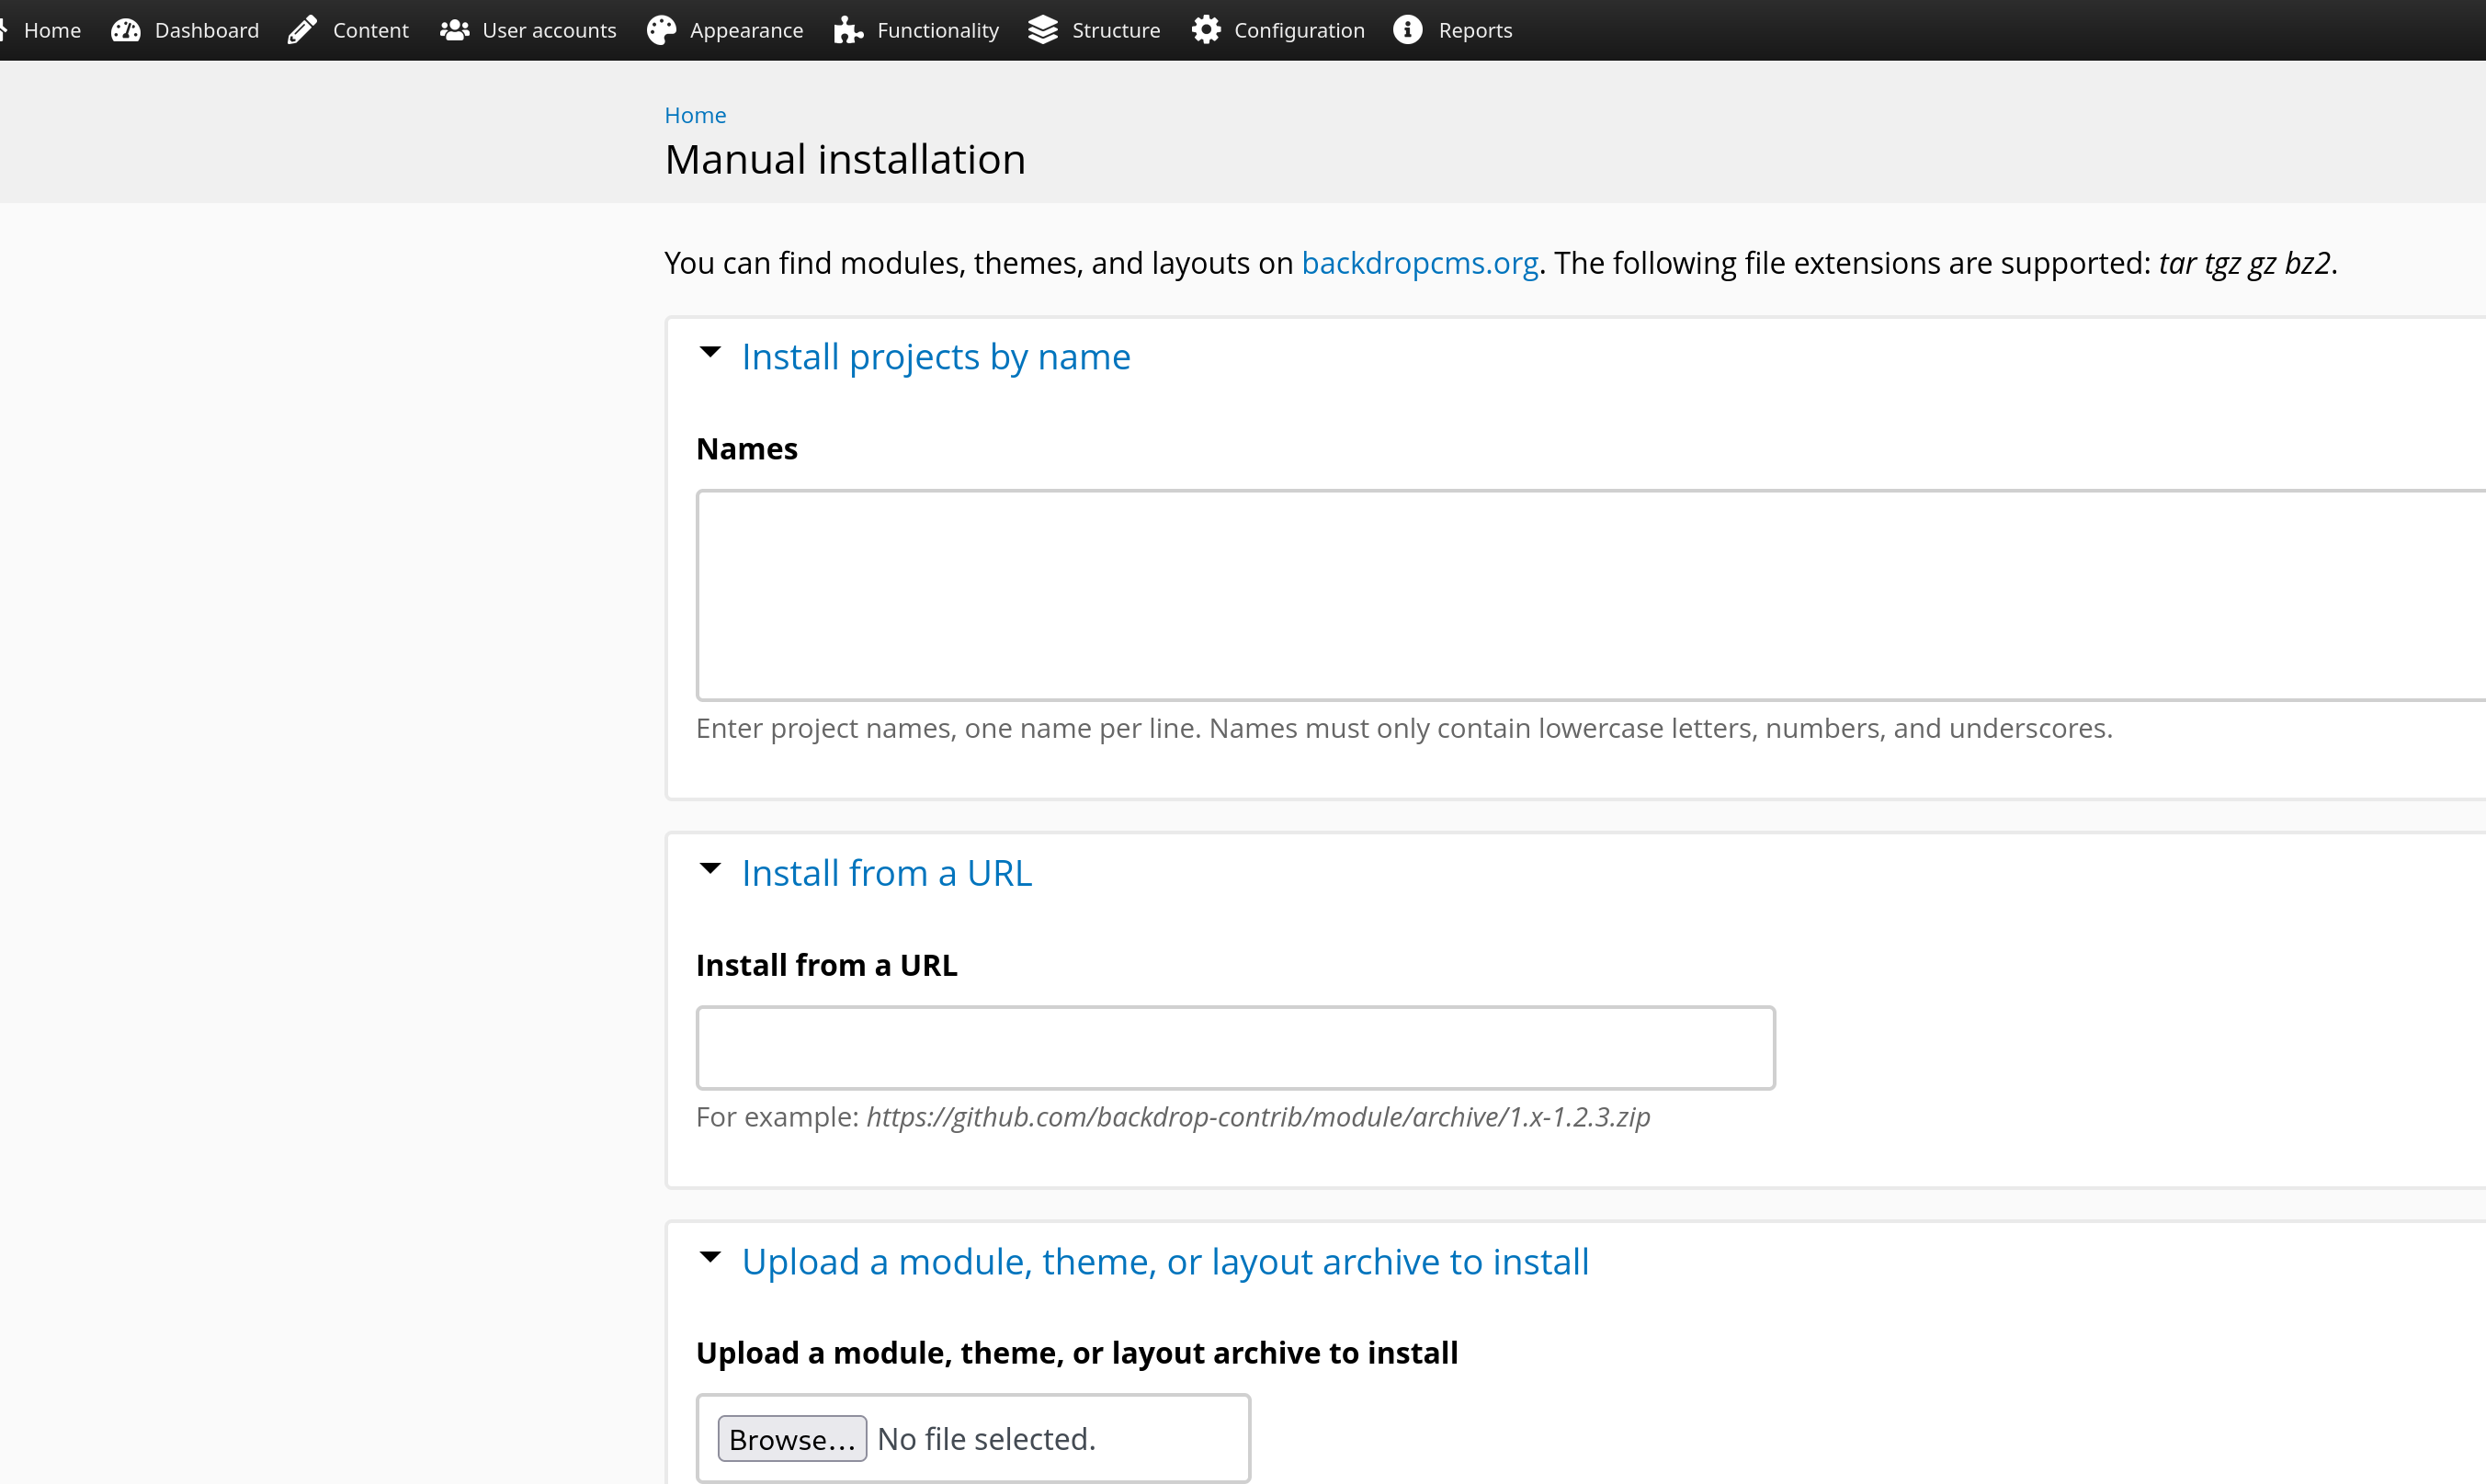 Home Dashboard Content User accounts Appearance Functionality Structure Configuration Reports
Home
Manual installation
You can find modules, themes, and layouts on backdropcms.org. The following file extensions are supported: tar tgz gz bz2.
Install projects by name
Names
Enter project names, one name per line. Names must only contain lowercase letters, numbers, and underscores.
Install from a URL
Install from a URL
For example: https://github.com/backdrop-contrib/module/archive/1.x-1.2.3.zip
Upload a module, theme, or layout archive to install
Upload a module, theme, or layout archive to install
Browse... No file selected.